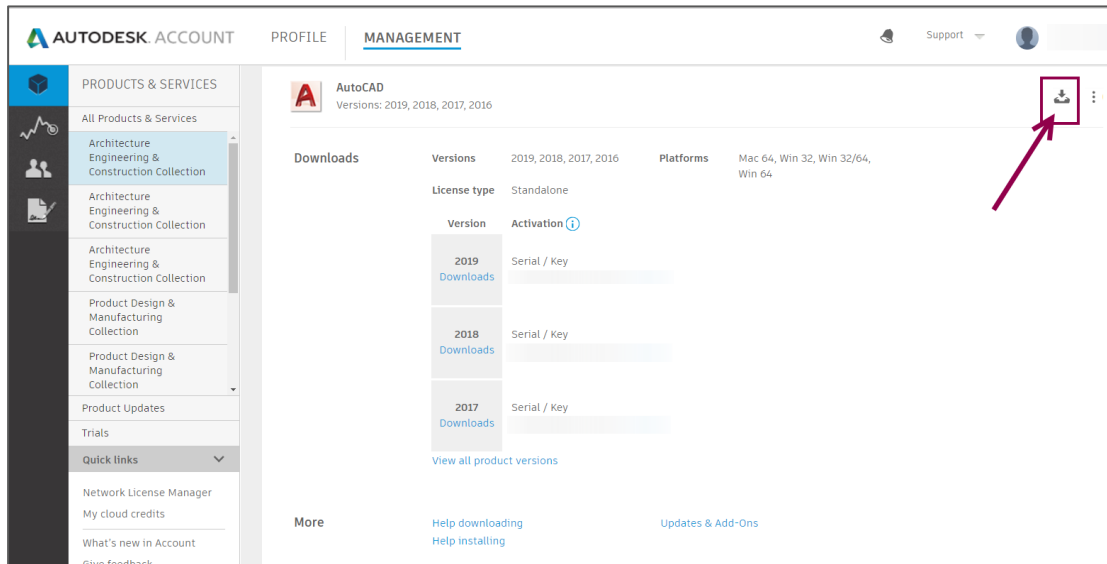 AUTODESK. ACCOUNT
PROFILE
MANAGEMENT
Support
PRODUCTS & SERVICES
All Products & Services
Architecture
Engineering &
Construction Collection
Architecture
Engineering &
Construction Collection
Architecture
Engineering &
Construction Collection
Product Design &
Manufacturing
Collection
Product Design &
Manufacturing
Collection
Product Updates
Trials
Quick links
Network License Manager
My cloud credits
What's new in Account
Give feedback
AutoCAD
Versions: 2019, 2018, 2017, 2016
Downloads
Versions 2019, 2018, 2017, 2016
Platforms Mac 64, Win 32, Win 32/64,
Win 64
License type Standalone
Version Activation
2019 Serial / Key
Downloads
2018 Serial / Key
Downloads
2017 Serial / Key
Downloads
View all product versions
More
Help downloading
Updates & Add-Ons
Help installing